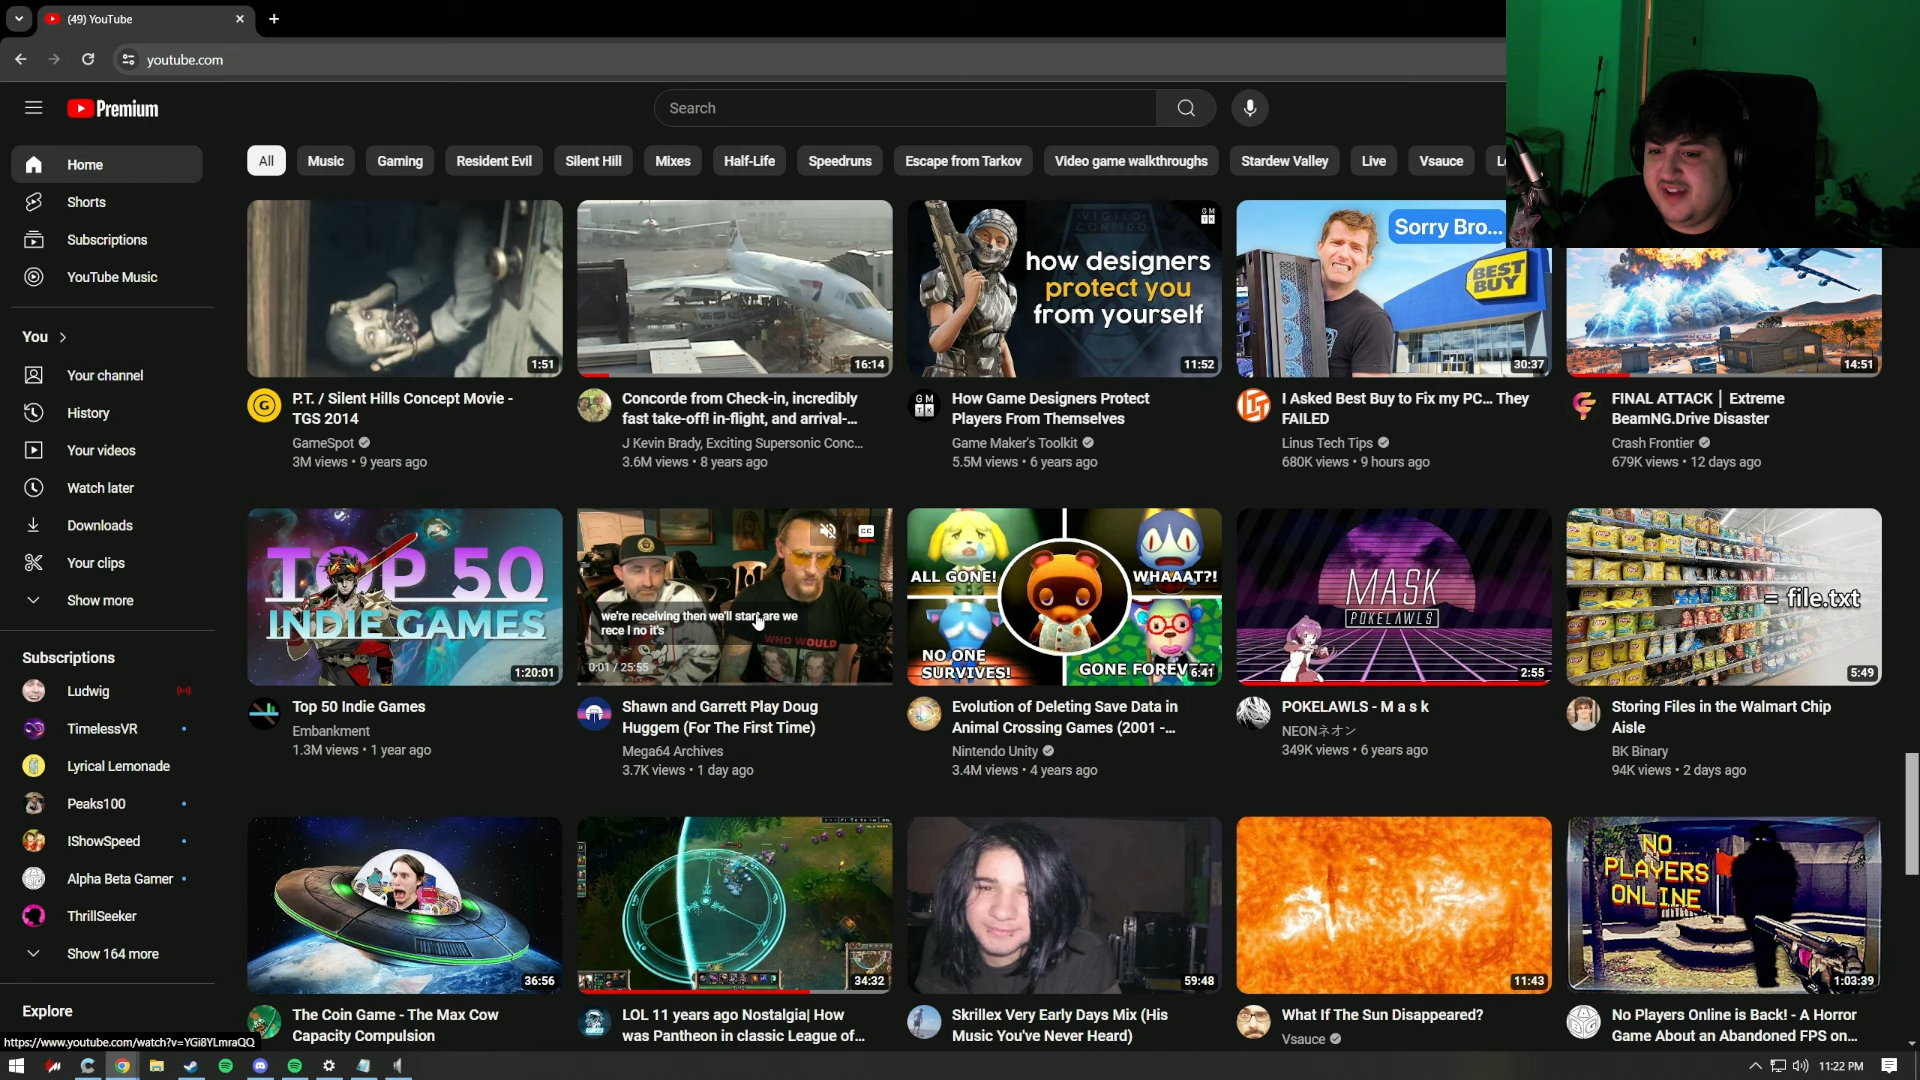 (49) YouTube
youtube.com
Premium
Search
Home
Shorts
Subscriptions
YouTube Music
You
Your channel
History
Your videos
Watch later
Downloads
Your clips
Show more
Subscriptions
Ludwig
TimelessVR
Lyrical Lemonade
Peaks100
IShowSpeed
Alpha Beta Gamer
ThrillSeeker
Show 164 more
Explore
All Music Gaming Resident Evil Silent Hill Mixes Half-Life Speedruns Escape from Tarkov Video game walkthroughs Stardew Valley Live Vsauce
1:51
P.T. / Silent Hills Concept Movie -
TGS 2014
GameSpot
3M views • 9 years ago
16:14
Concorde from Check-in, incredibly
fast take-off! in-flight, and arrival-...
J Kevin Brady, Exciting Supersonic Conc...
3.6M views • 8 years ago
VIGILO
CONFIDO
G M
T K
how designers
protect you
from yourself
11:52
G M
T K
How Game Designers Protect
Players From Themselves
Game Maker's Toolkit
5.5M views • 6 years ago
Sorry Bro...
BEST
BUY
30:37
I Asked Best Buy to Fix my PC... They
FAILED
Linus Tech Tips
680K views • 9 hours ago
14:51
FINAL ATTACK | Extreme
BeamNG.Drive Disaster
Crash Frontier
679K views • 12 days ago
TOP 50
INDIE GAMES
1:20:01
Top 50 Indie Games
Embankment
1.3M views • 1 year ago
CC
we're receiving then we'll start are we
rece I no it's
WHO WOULD
0:01 / 25:55
Shawn and Garrett Play Doug
Huggem (For The First Time)
Mega64 Archives
3.7K views • 1 day ago
ALL GONE!
WHAAAT?!
NO ONE
SURVIVES!
GONE FOREV
6:41
Evolution of Deleting Save Data in
Animal Crossing Games (2001 -...
Nintendo Unity
3.4M views • 4 years ago
MASK
POKELAWLS
2:55
POKELAWLS - M a s k
NEONネオン
349K views • 6 years ago
= file.txt
5:49
Storing Files in the Walmart Chip
Aisle
BK Binary
94K views • 2 days ago
36:56
The Coin Game - The Max Cow
Capacity Compulsion
34:32
LOL 11 years ago Nostalgia| How
was Pantheon in classic League of...
59:48
Skrillex Very Early Days Mix (His
Music You've Never Heard)
11:43
What If The Sun Disappeared?
Vsauce
NO
PLAYERS
ONLINE
1:03:39
No Players Online is Back! - A Horror
Game About an Abandoned FPS on...
https://www.youtube.com/watch?v=YGi8YLmraQQ
11:22 PM